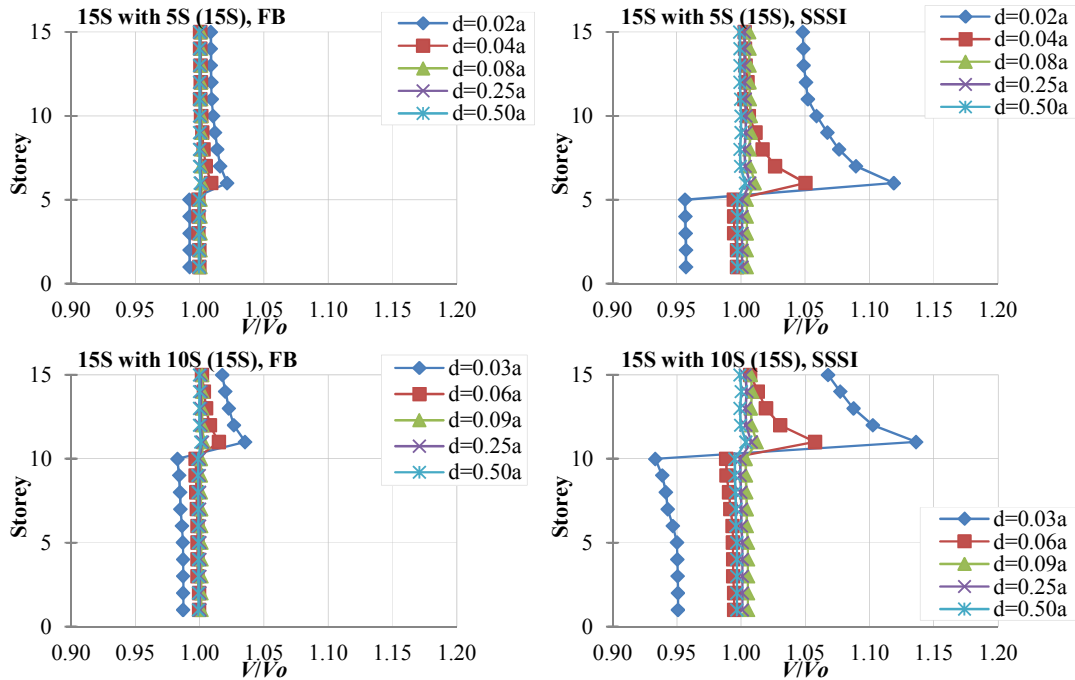 15S with 5S (15S), FB
15
10
5
0
Storey
0.90 0.95 1.00 1.05 1.10 1.15 1.20
V/Vo
d=0.02a
d=0.04a
d=0.08a
d=0.25a
d=0.50a
15S with 5S (15S), SSSI
15
10
5
0
Storey
0.90 0.95 1.00 1.05 1.10 1.15 1.20
V/Vo
d=0.02a
d=0.04a
d=0.08a
d=0.25a
d=0.50a
15S with 10S (15S), FB
15
10
5
0
Storey
0.90 0.95 1.00 1.05 1.10 1.15 1.20
V/Vo
d=0.03a
d=0.06a
d=0.09a
d=0.25a
d=0.50a
15S with 10S (15S), SSSI
15
10
5
0
Storey
0.90 0.95 1.00 1.05 1.10 1.15 1.20
V/Vo
d=0.03a
d=0.06a
d=0.09a
d=0.25a
d=0.50a